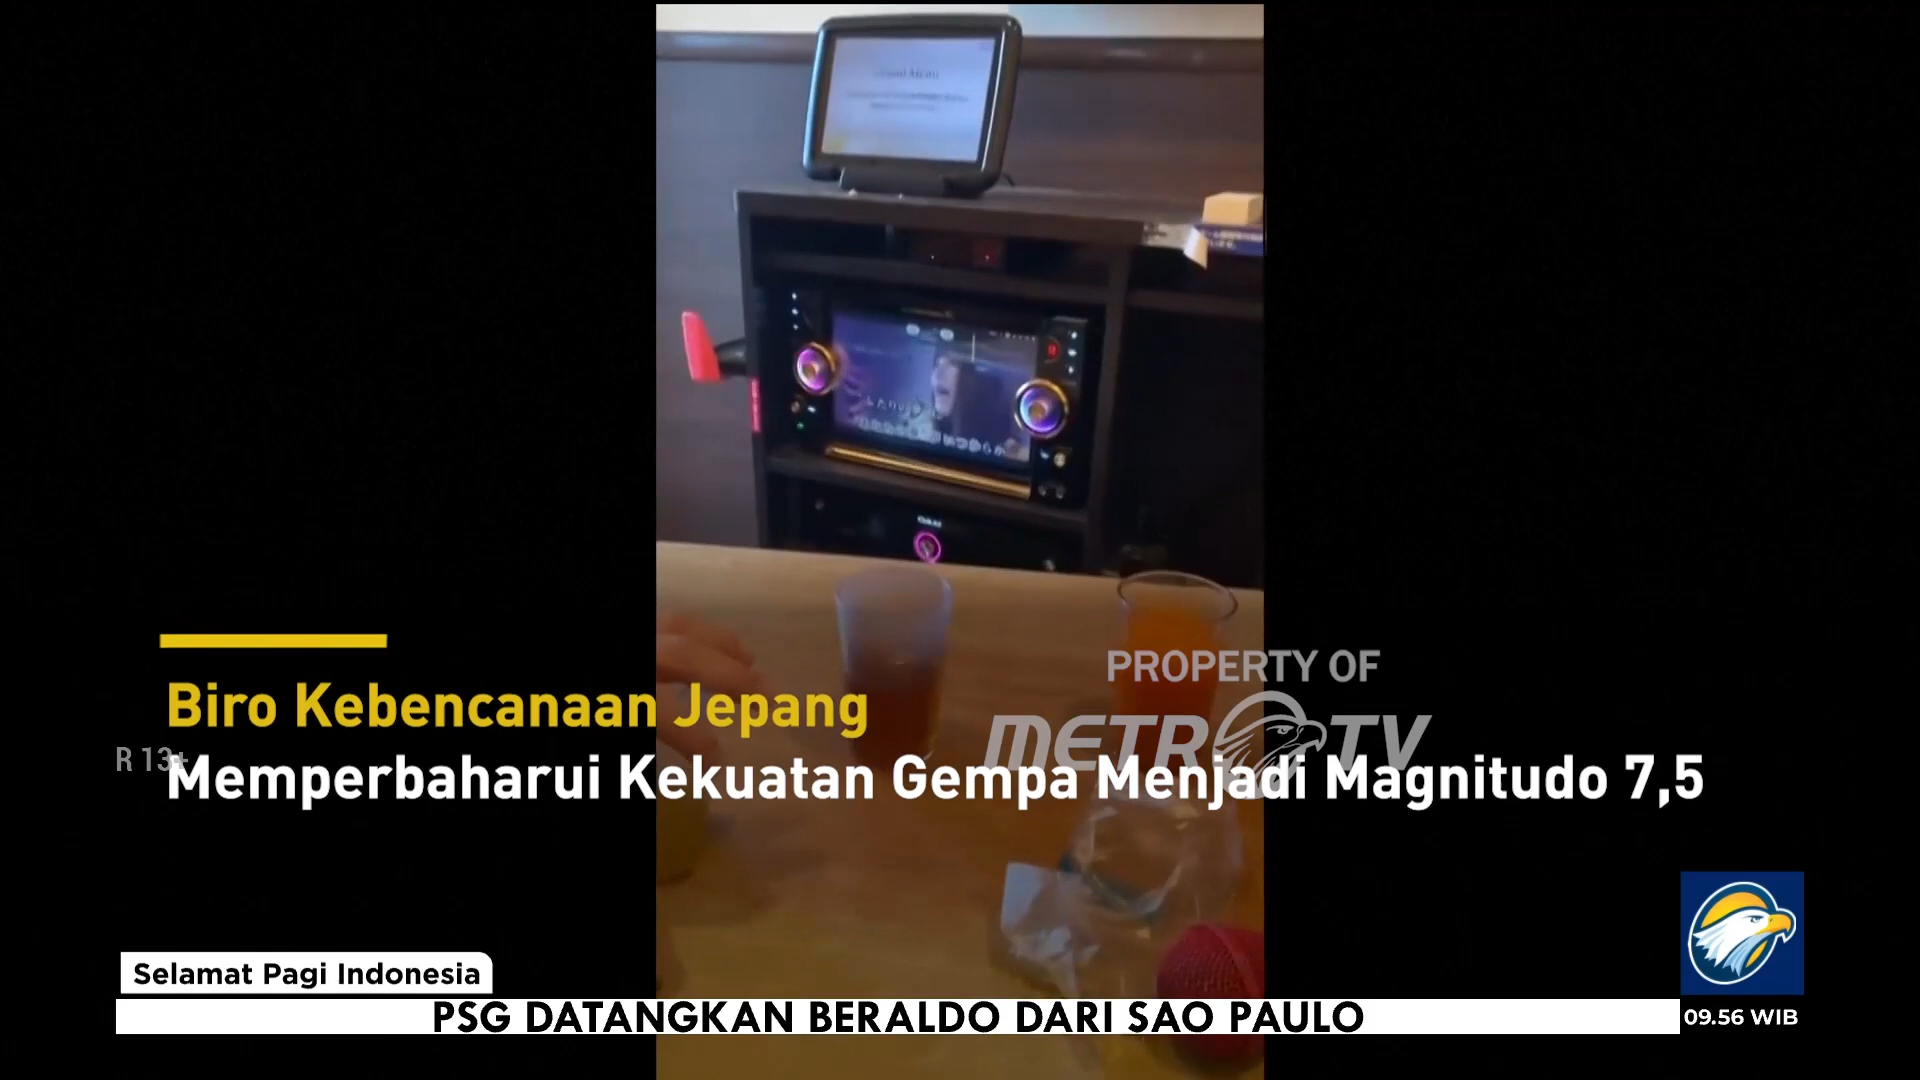 PROPERTY OF
METRO TV
Biro Kebencanaan Jepang
R 13+
Memperbaharui Kekuatan Gempa Menjadi Magnitudo 7,5
Selamat Pagi Indonesia
PSG DATANGKAN BERALDO DARI SAO PAULO
09.56 WIB